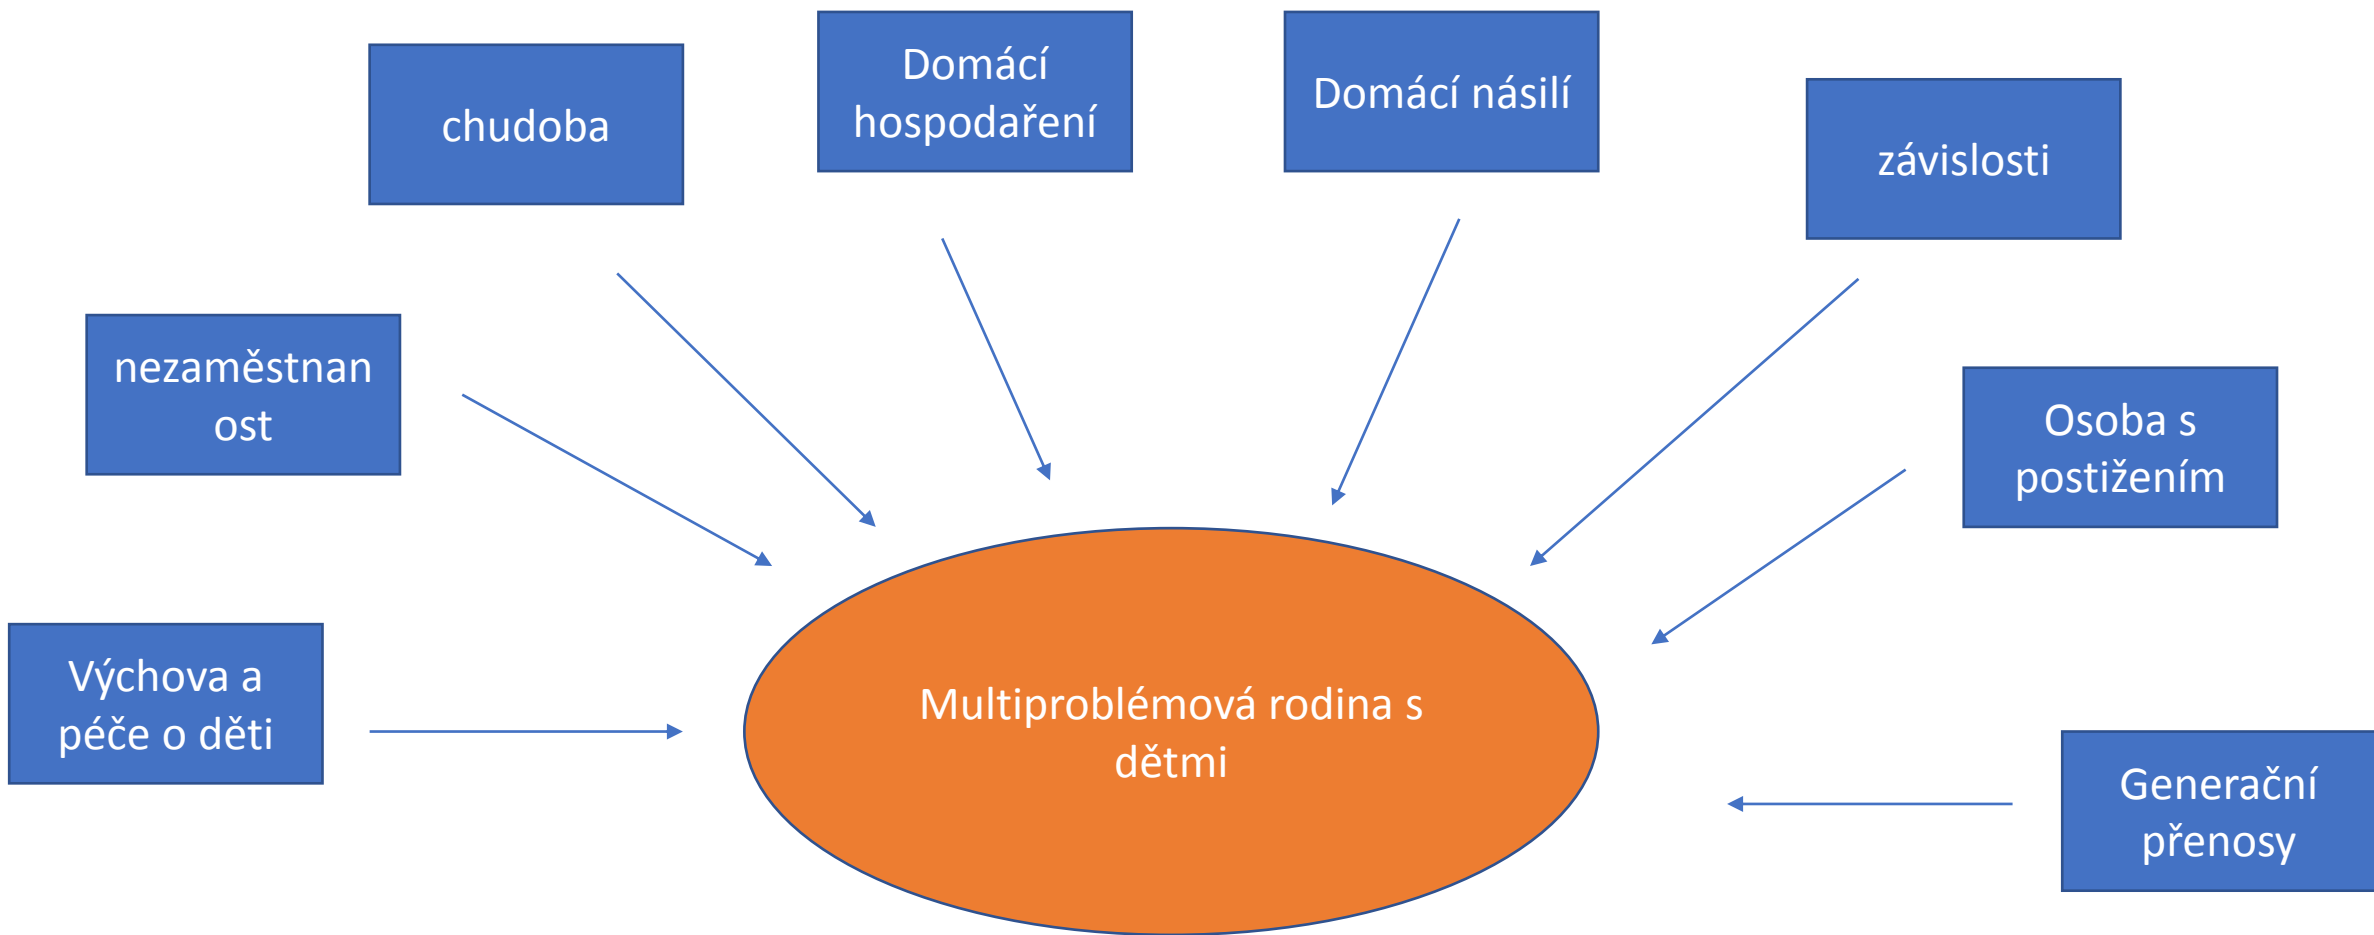 Domácí
hospodaření
Domácí násilí
chudoba
závislosti
nezaměstnan
ost
Osoba s
postižením
Výchova a
péče o děti
Multiproblémová rodina s
dětmi
Generační
přenosy